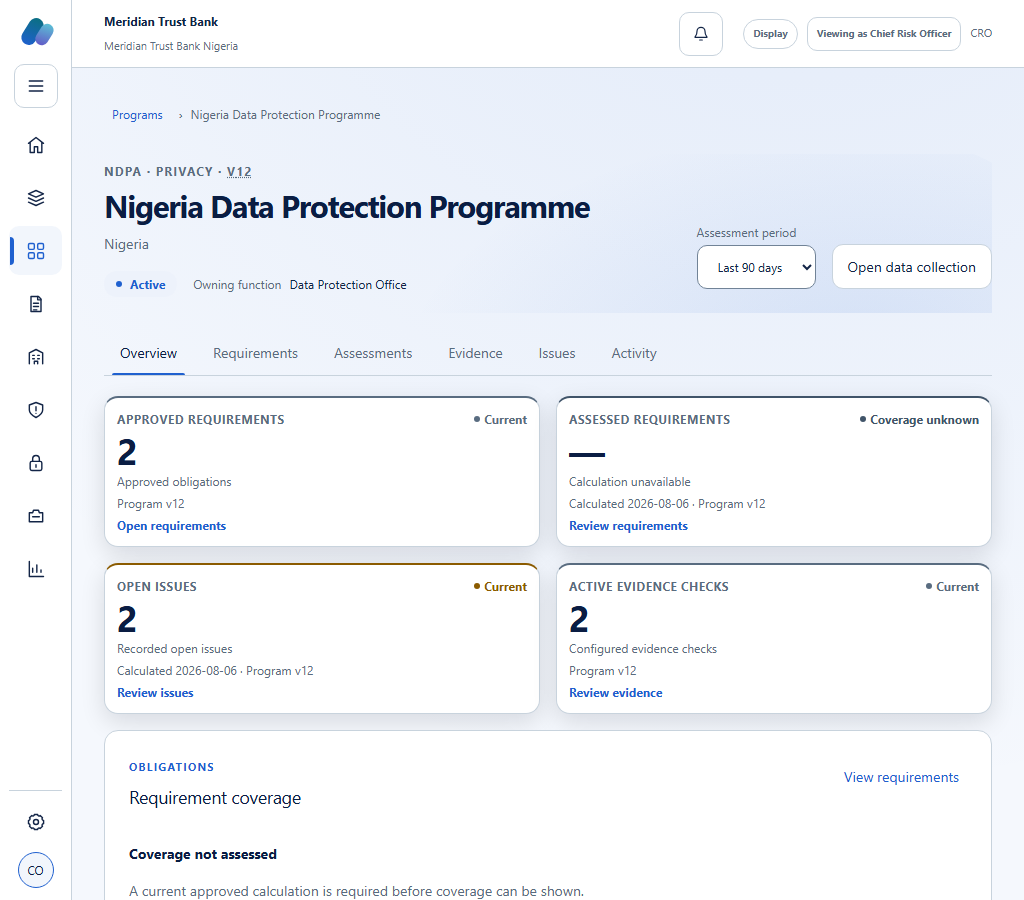 Meridian Trust Bank
Meridian Trust Bank Nigeria
Display
Viewing as Chief Risk Officer
CRO
Programs › Nigeria Data Protection Programme
NDPA · PRIVACY · V12
Nigeria Data Protection Programme
Nigeria
Active
Owning function Data Protection Office
Assessment period
Last 90 days
Open data collection
Overview
Requirements
Assessments
Evidence
Issues
Activity
APPROVED REQUIREMENTS
Current
2
Approved obligations
Program v12
Open requirements
ASSESSED REQUIREMENTS
Coverage unknown
—
Calculation unavailable
Calculated 2026-08-06 · Program v12
Review requirements
OPEN ISSUES
Current
2
Recorded open issues
Calculated 2026-08-06 · Program v12
Review issues
ACTIVE EVIDENCE CHECKS
Current
2
Configured evidence checks
Program v12
Review evidence
OBLIGATIONS
Requirement coverage
View requirements
Coverage not assessed
A current approved calculation is required before coverage can be shown.
CO